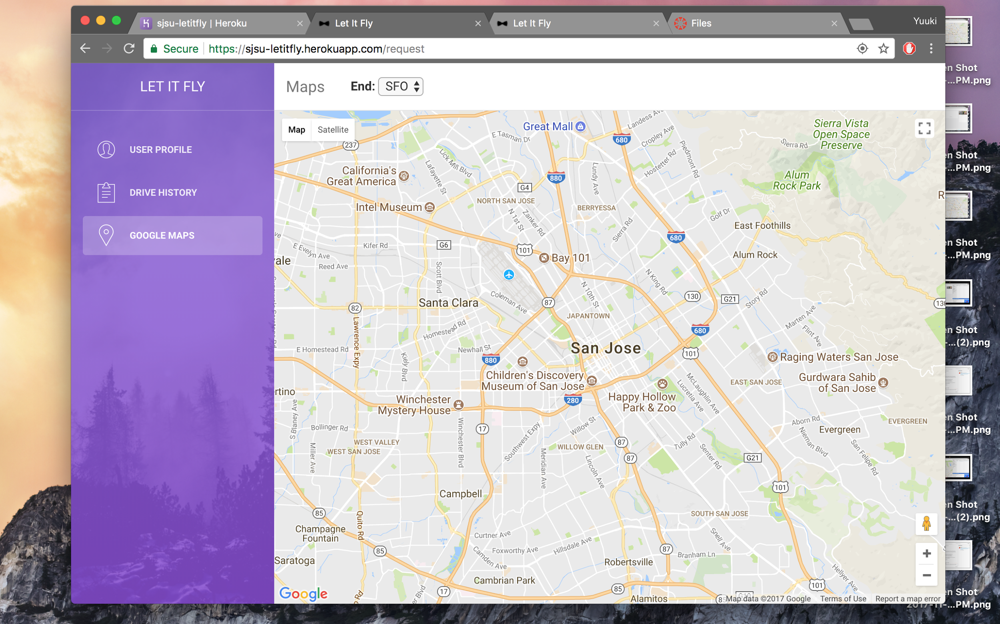 sjsu-letitfly | Heroku
Let It Fly
Let It Fly
Files
Yuuki
Secure
https://sjsu-letitfly.herokuapp.com/request
LET IT FLY
USER PROFILE
DRIVE HISTORY
GOOGLE MAPS
Maps
End:
SFO
Map
Satellite
Great Mall
Landess Ave
Sierra Vista
Open Space
Preserve
E Tasman Dr
Cropley Ave
680
Sierra Rd
237
Piedmont Rd
Lick Mill Blvd
Hostetter Rd
Lafayette St
Lundy Ave
California's
Great America
Alum
Rock Park
880
G4
NORTH SAN JOSE
BERRYESSA
Intel Museum
N 1st St
Zanker Rd
Golf Dr
Sierra Rd
East Foothills
680
E Evelyn Ave
Kifer Rd
G6
101
Bay 101
Alum Rock
Reed Ave
Scott Blvd
N King Rd
N 10th St
130
G21
Story Rd
Coleman Ave
Santa Clara
87
82
JAPANTOWN
Marten Ave
Flint Ave
680
Lawrence Expy
Homestead Rd
E Homestead Rd
Newhall St
San Jose
101
880
Kiely Blvd
Raging Waters San Jose
Children's Discovery
Museum of San Jose
McLaughlin Ave
Lucretia Ave
EAST SAN JOSE
Gurdwara Sahib
of San Jose
280
Happy Hollow
Park & Zoo
Winchester
Mystery House
S Blaney Ave
Bollinger Rd
Winchester Blvd
17
Southwest Expy
Willow St
Aborn Rd
EVERGREEN
Evergreen
WEST VALLEY
WEST SAN JOSE
Miller Ave
87
WILLOW GLEN
Tully Rd
Nieman Blvd
San Felipe Rd
Meridian Ave
Lincoln Ave
87
Senter Rd
G21
101
Campbell
85
Quito Rd
SOUTH SAN JOSE
Champagne
Fountain
Curtner Ave
Snell Ave
85
Foxworthy Ave
Hillsdale Ave
87
Branham Ln
Camden Ave
Saratoga
Robertsville
Hellyer Ave
Cambrian Park
101
17
85
Alamitos
Google
Map data ©2017 Google
Terms of Use
Report a map error
Shot
...PM.png
Shot
...PM.png
Shot
...PM.png
Shot
...(2).png
Shot
...PM.png
Shot
...(2).png
Shot
...PM.png